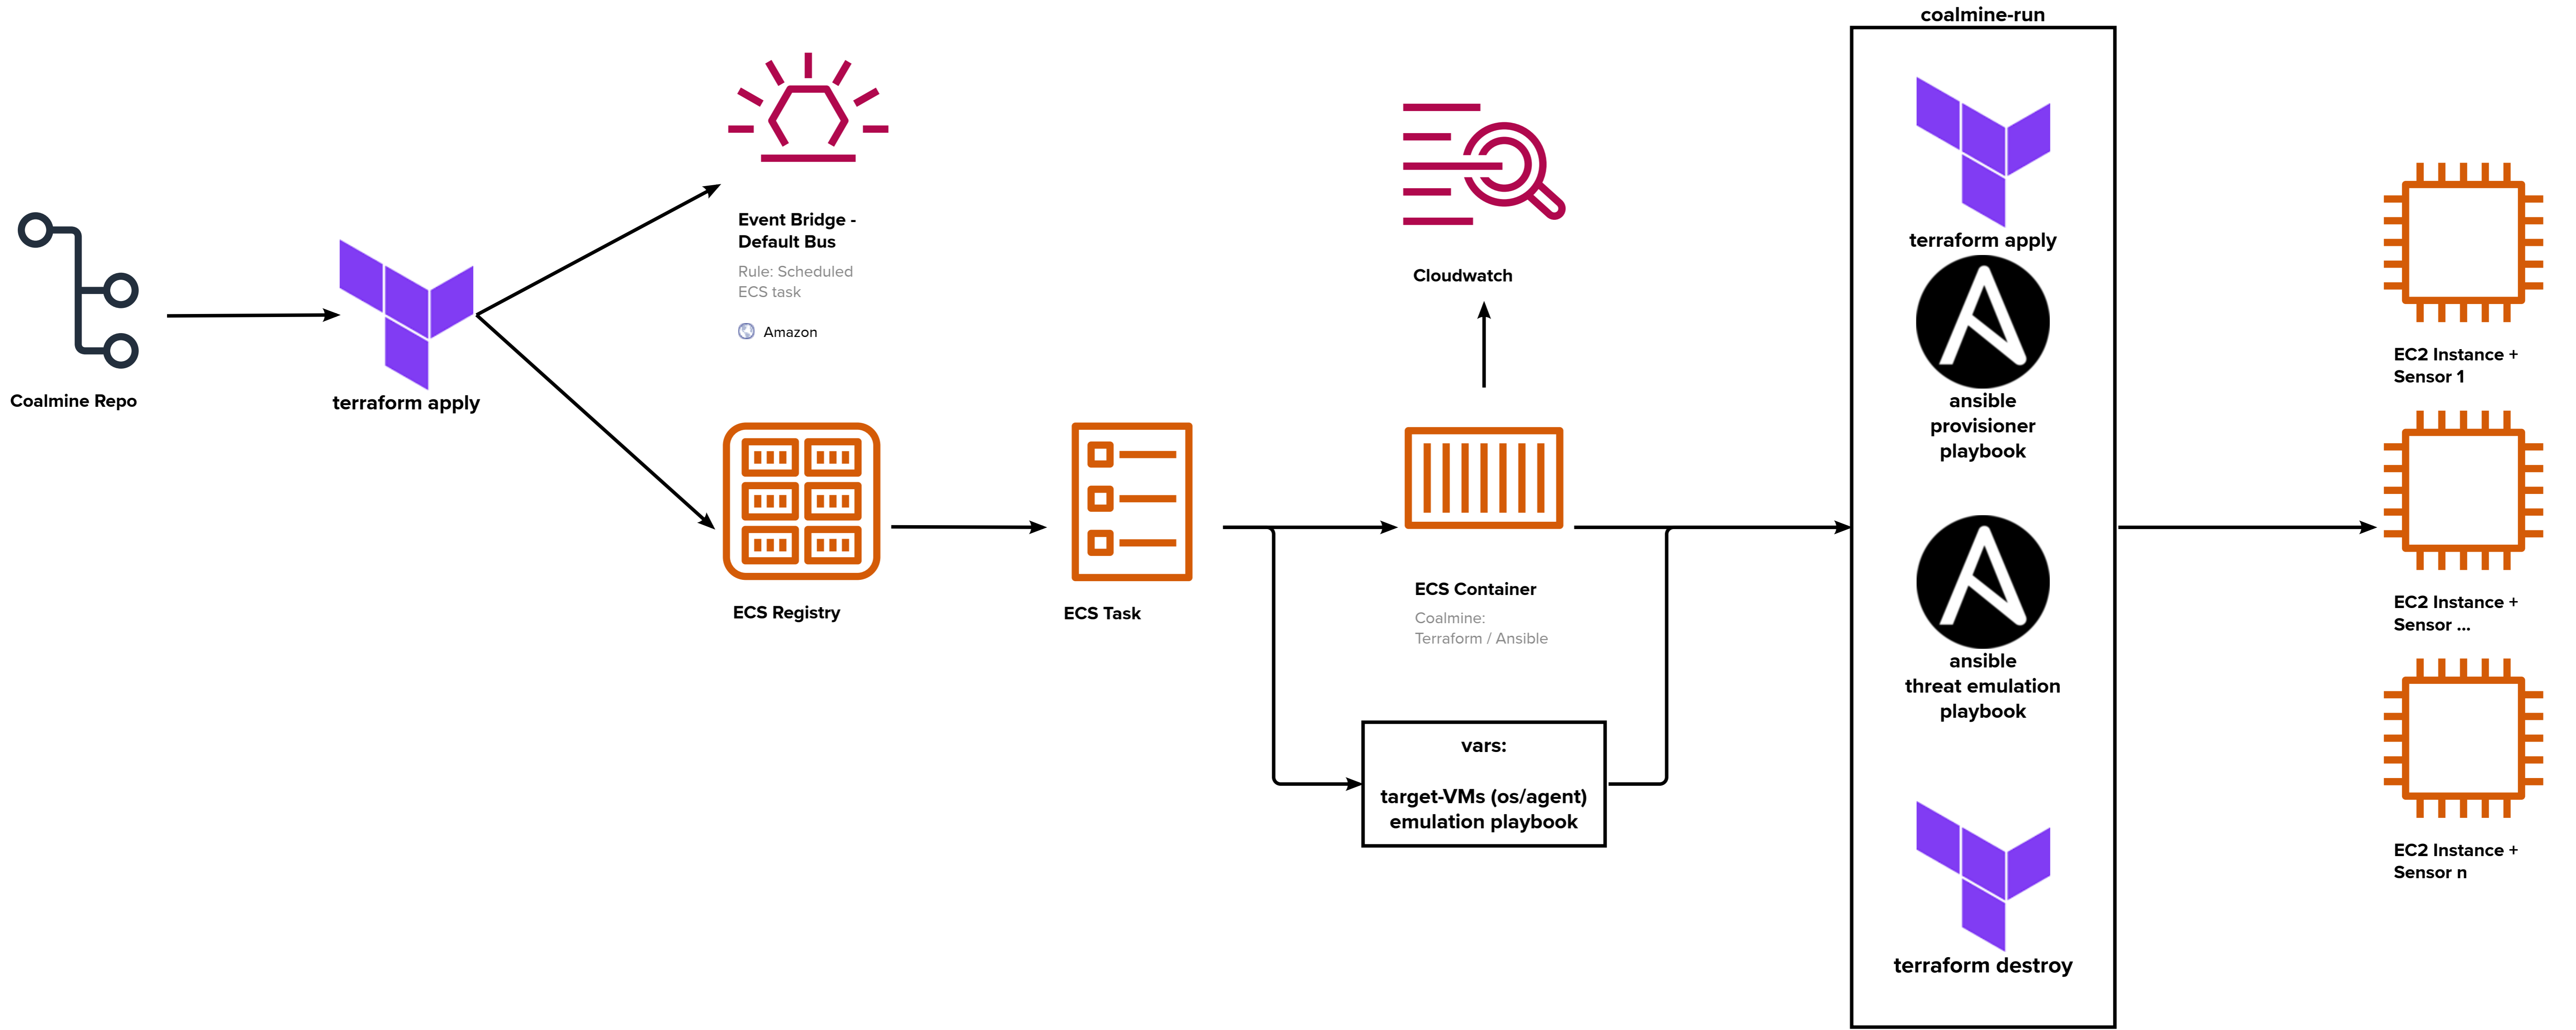 coalmine-run
Coalmine Repo
terraform apply
Event Bridge -
Default Bus
Rule: Scheduled
ECS task
Amazon
ECS Registry
ECS Task
Cloudwatch
ECS Container
Coalmine:
Terraform / Ansible
vars:
target-VMs (os/agent)
emulation playbook
terraform apply
ansible
provisioner
playbook
ansible
threat emulation
playbook
terraform destroy
EC2 Instance +
Sensor 1
EC2 Instance +
Sensor ...
EC2 Instance +
Sensor n